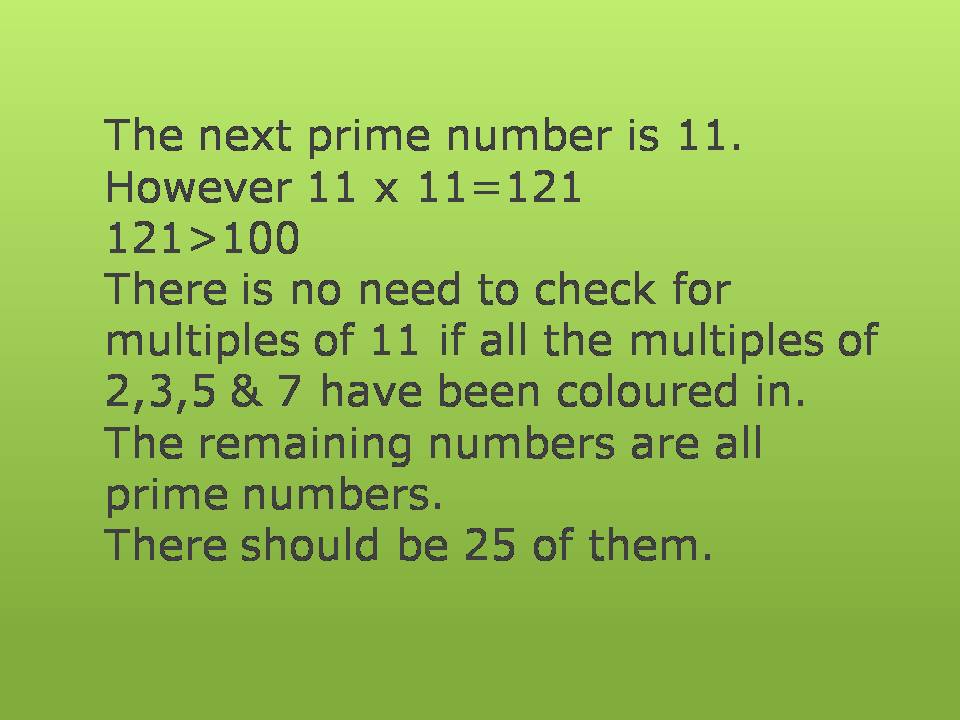 The next prime number is 11.
However 11 x 11=121
121>100
There is no need to check for
multiples of 11 if all the multiples of
2,3,5 & 7 have been coloured in.
The remaining numbers are all
prime numbers.
There should be 25 of them.